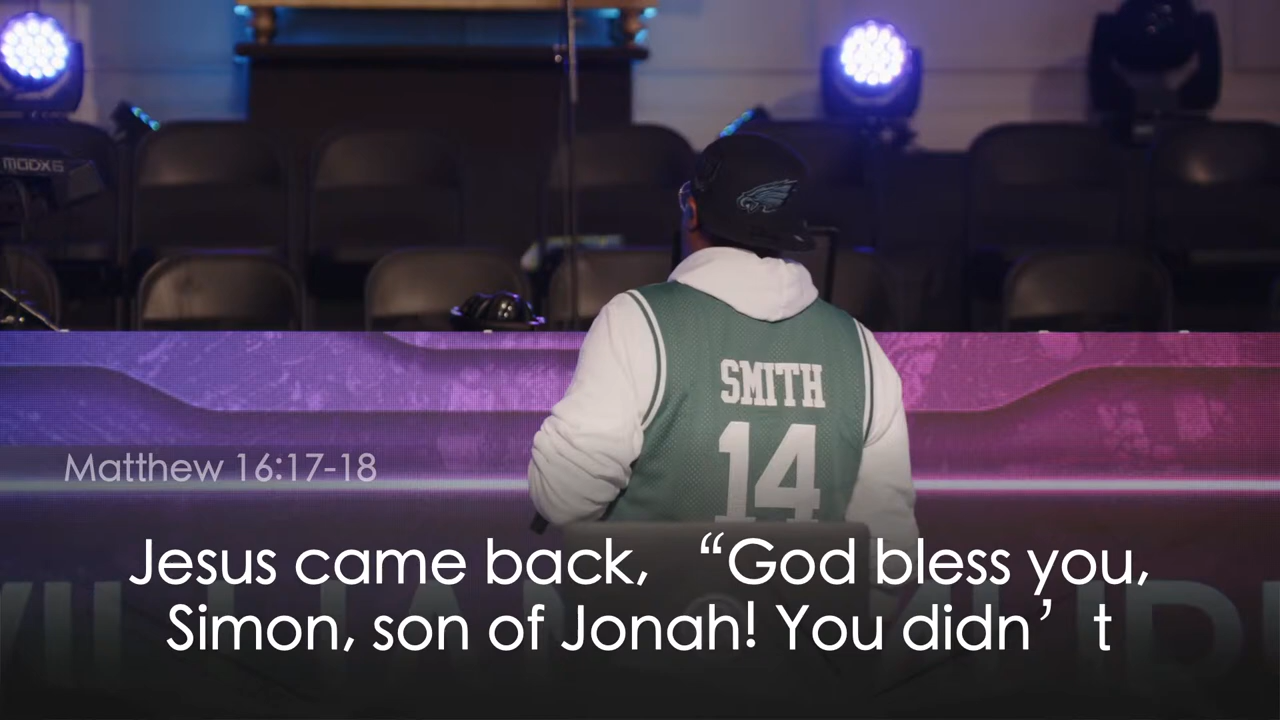 MODX6
SMITH
14
Matthew 16:17-18
Jesus came back, “God bless you,
Simon, son of Jonah! You didn’ t